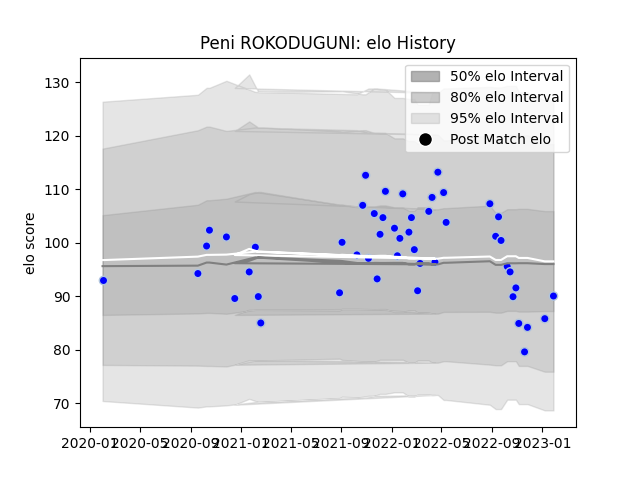 Peni ROKODUGUNI: elo History
50% elo Interval
80% elo Interval
95% elo Interval
Post Match elo
elo score
130
120
110
100
90
80
70
2020-01 2020-05 2020-09 2021-01 2021-05 2021-09 2022-01 2022-05 2022-09 2023-01